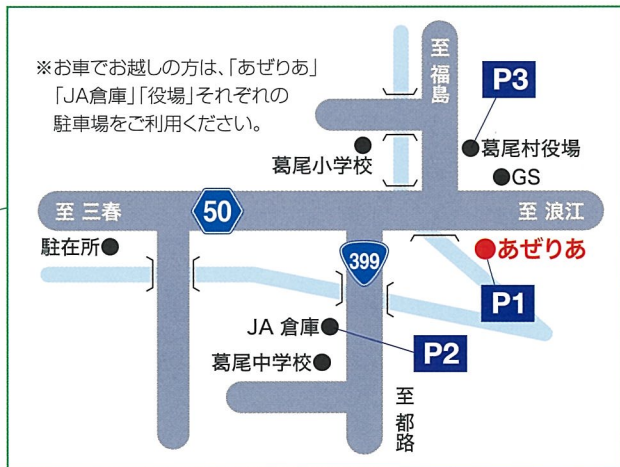 ※お車でお越しの方は、「あぜりあ」
「JA倉庫」「役場」それぞれの
駐車場をご利用ください。
至 福島
P3
葛尾村役場
葛尾小学校
GS
至 三春
50
至 浪江
駐在所
399
あぜりあ
P1
JA 倉庫
P2
葛尾中学校
至 都路